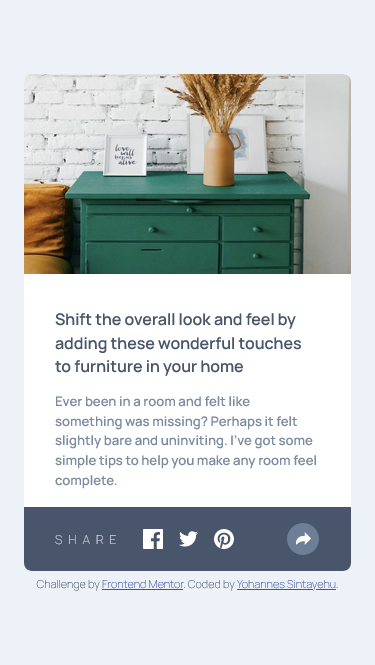 love
will
keep us
alive
Shift the overall look and feel by
adding these wonderful touches
to furniture in your home
Ever been in a room and felt like
something was missing? Perhaps it felt
slightly bare and uninviting. I've got some
simple tips to help you make any room feel
complete.
SHARE
Challenge by Frontend Mentor. Coded by Yohannes Sintayehu.